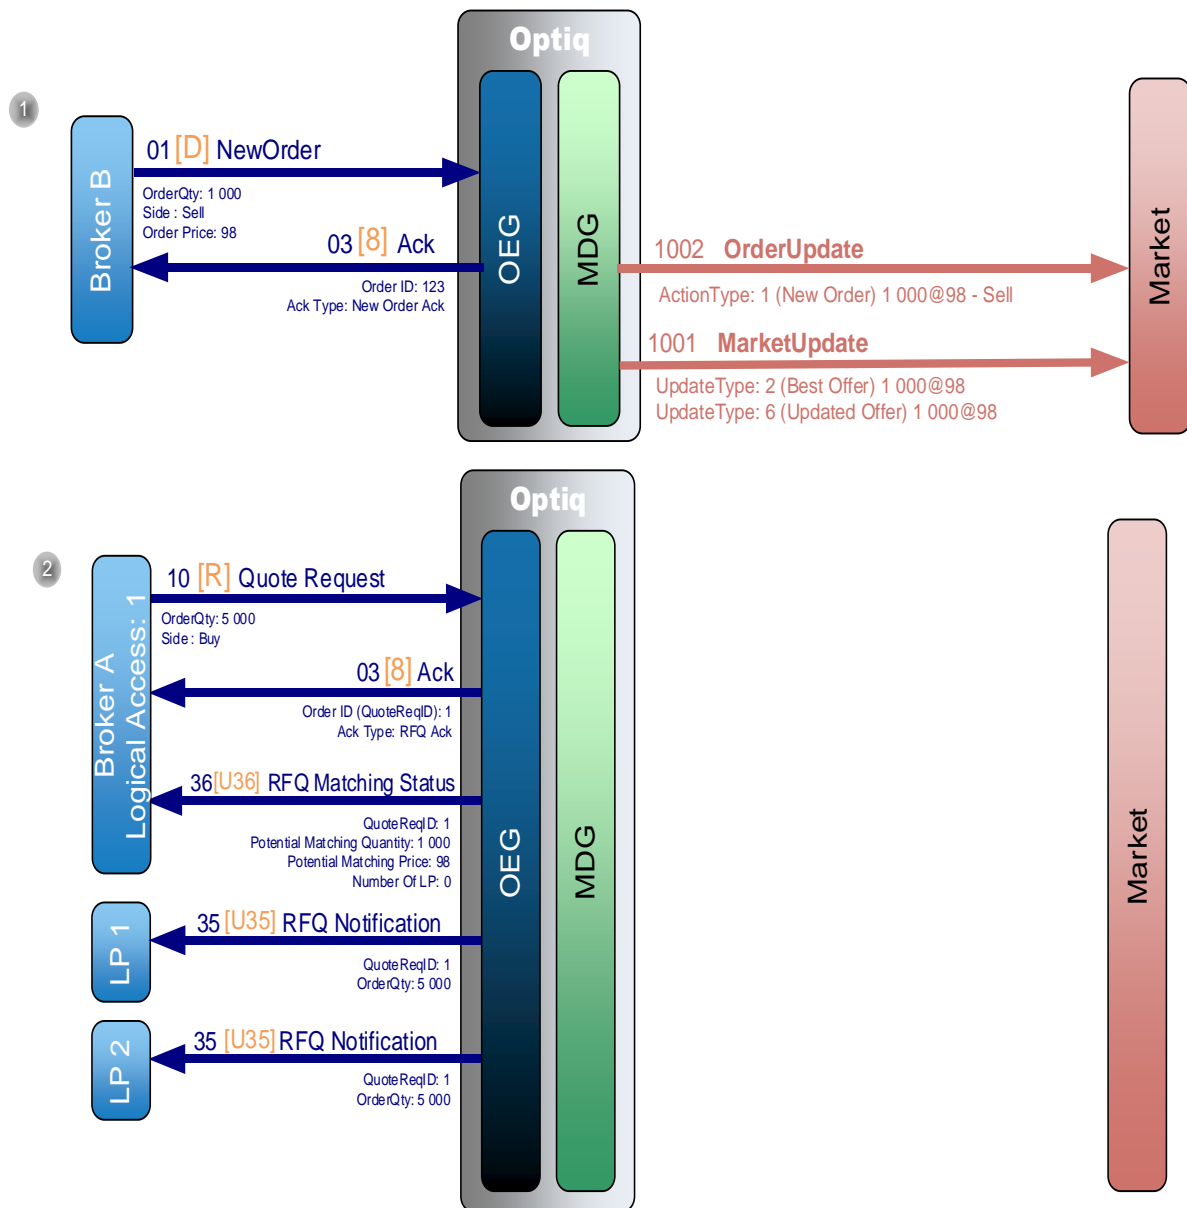 Optiq
1
Broker B
01 [D] NewOrder
OrderQty: 1 000
Side : Sell
Order Price: 98
03 [8] Ack
Order ID: 123
Ack Type: New Order Ack
OEG
MDG
1002 OrderUpdate
ActionType: 1 (New Order) 1 000@98 - Sell
1001 MarketUpdate
UpdateType: 2 (Best Offer) 1 000@98
UpdateType: 6 (Updated Offer) 1 000@98
Market
Optiq
2
Broker A
Logical Access: 1
10 [R] Quote Request
OrderQty: 5 000
Side : Buy
03 [8] Ack
Order ID (QuoteReqID): 1
Ack Type: RFQ Ack
36 [U36] RFQ Matching Status
QuoteReqID: 1
Potential Matching Quantity: 1 000
Potential Matching Price: 98
Number Of LP: 0
OEG
MDG
Market
LP 1
35 [U35] RFQ Notification
QuoteReqID: 1
OrderQty: 5 000
LP 2
35 [U35] RFQ Notification
QuoteReqID: 1
OrderQty: 5 000